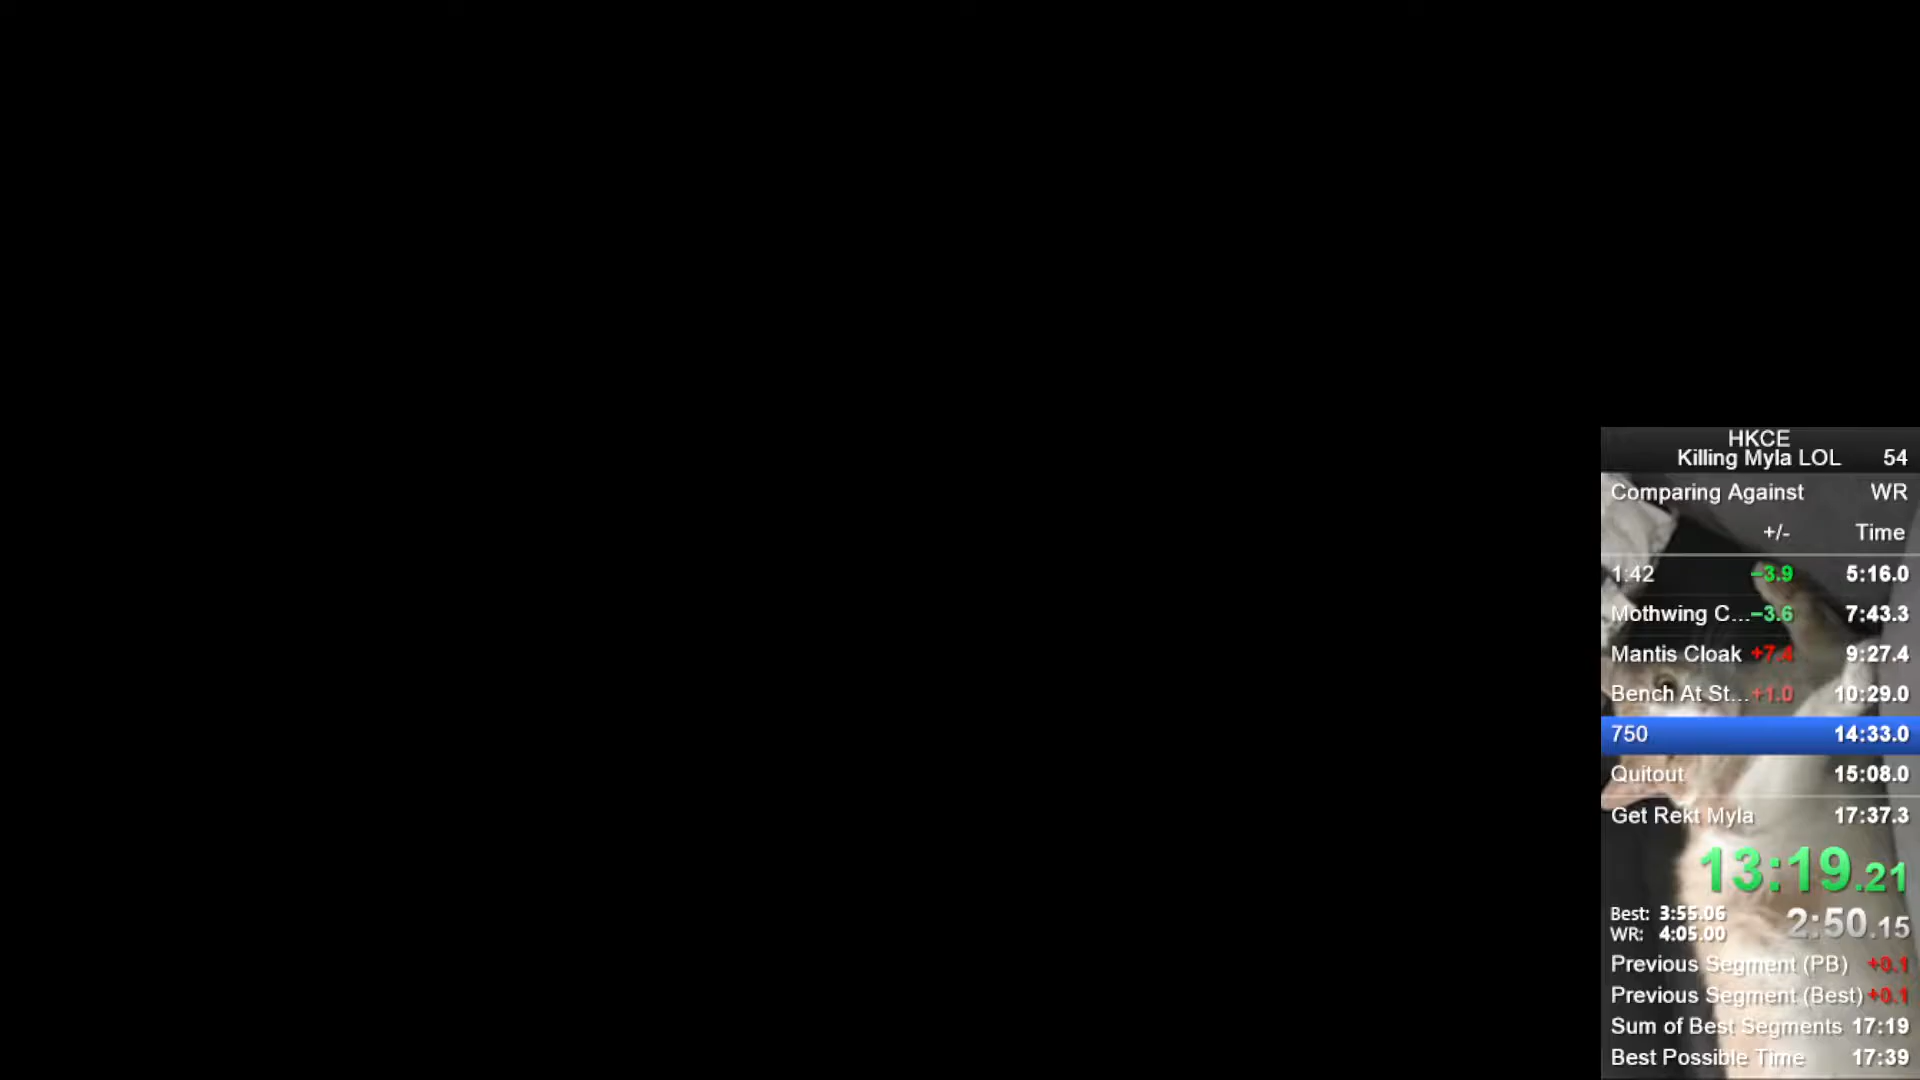 HKCE
Killing Myla LOL 54
Comparing Against WR
+/- Time
1:42 −3.9 5:16.0
Mothwing C... −3.6 7:43.3
Mantis Cloak +7.4 9:27.4
Bench At St... +1.0 10:29.0
750 14:33.0
Quitout 15:08.0
Get Rekt Myla 17:37.3
13:19.21
Best: 3:55.06 2:50.15
WR: 4:05.00
Previous Segment (PB) +0.1
Previous Segment (Best) +0.1
Sum of Best Segments 17:19
Best Possible Time 17:39